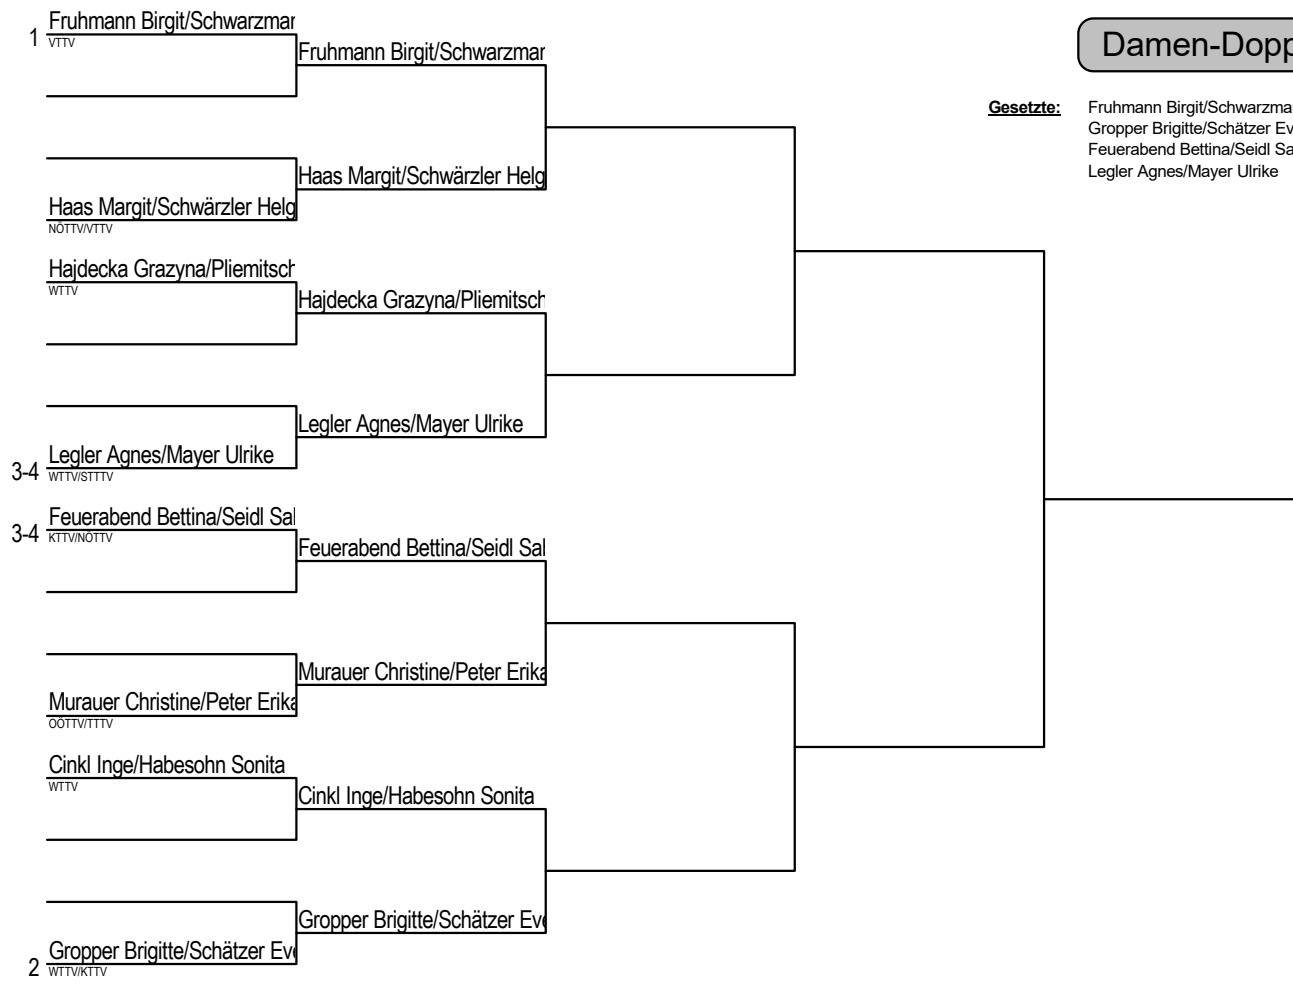 Damen-Dopp
Gesetzte:
Fruhmann Birgit/Schwarzma
Gropper Brigitte/Schätzer Ev
Feuerabend Bettina/Seidl Sa
Legler Agnes/Mayer Ulrike
1
Fruhmann Birgit/Schwarzmar
VTTV
Fruhmann Birgit/Schwarzmar
Haas Margit/Schwärzler Helg
Haas Margit/Schwärzler Helg
NÖTTV/VTTV
Hajdecka Grazyna/Pliemitsch
WTTV
Hajdecka Grazyna/Pliemitsch
Legler Agnes/Mayer Ulrike
3-4
Legler Agnes/Mayer Ulrike
WTTV/STTTV
3-4
Feuerabend Bettina/Seidl Sal
KTTV/NÖTTV
Feuerabend Bettina/Seidl Sal
Murauer Christine/Peter Erika
Murauer Christine/Peter Erika
OÖTTV/TTTV
Cinkl Inge/Habesohn Sonita
WTTV
Cinkl Inge/Habesohn Sonita
Gropper Brigitte/Schätzer Eve
2
Gropper Brigitte/Schätzer Eve
WTTV/KTTV